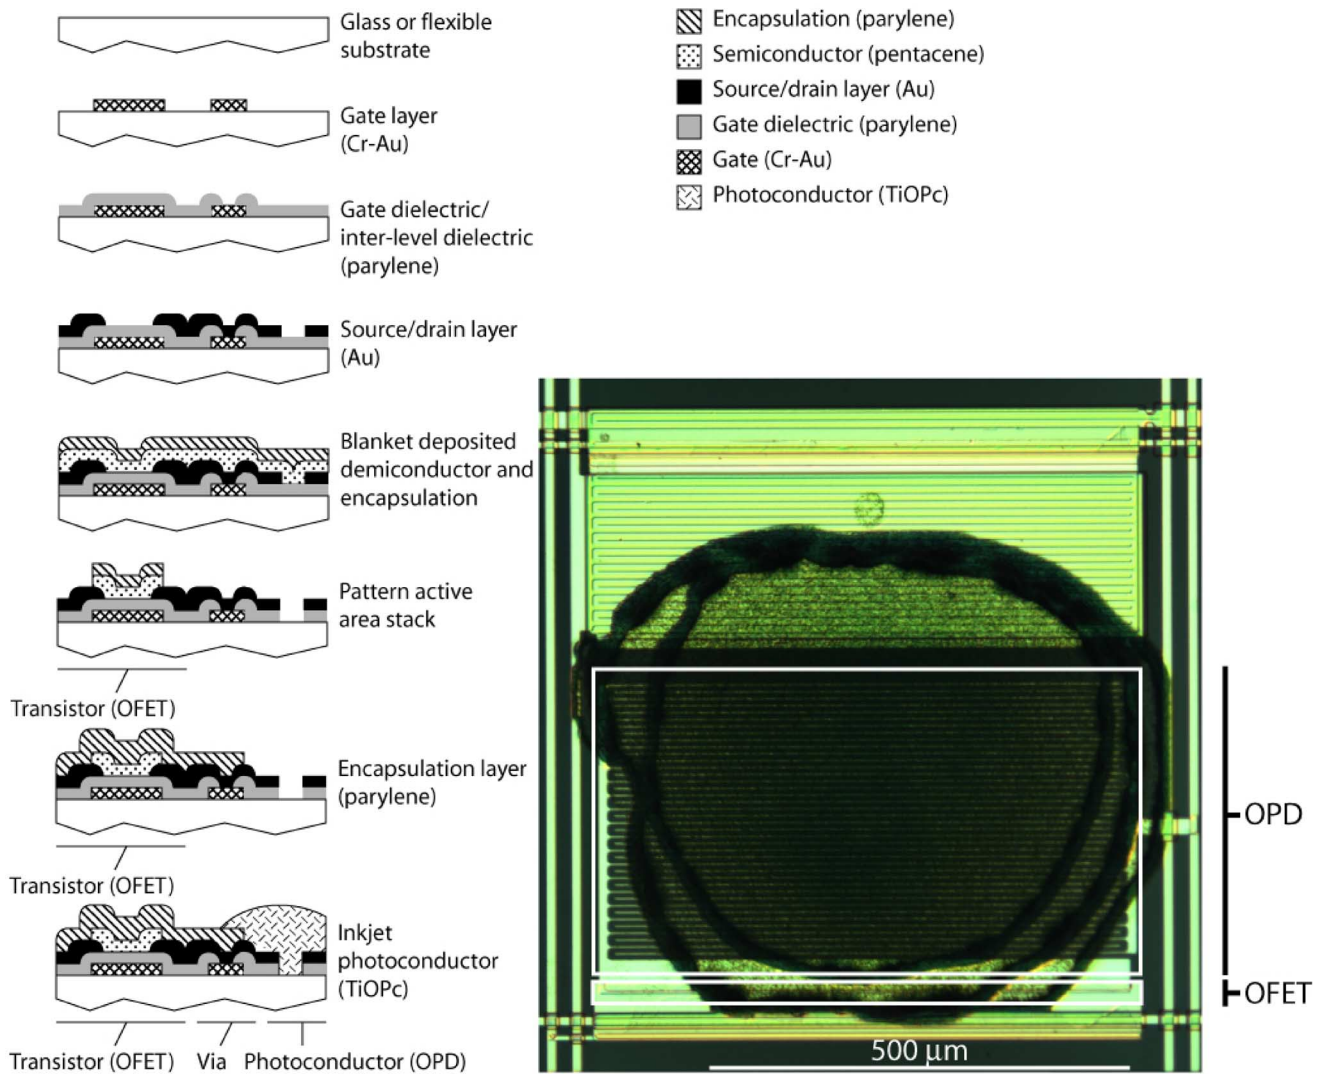 Glass or flexible
substrate
Gate layer
(Cr-Au)
Gate dielectric/
inter-level dielectric
(parylene)
Source/drain layer
(Au)
Blanket deposited
demiconductor and
encapsulation
Pattern active
area stack
Transistor (OFET)
Encapsulation layer
(parylene)
Transistor (OFET)
Inkjet
photoconductor
(TiOPc)
Transistor (OFET) Via Photoconductor (OPD)
Encapsulation (parylene)
Semiconductor (pentacene)
Source/drain layer (Au)
Gate dielectric (parylene)
Gate (Cr-Au)
Photoconductor (TiOPc)
OPD
OFET
500 µm